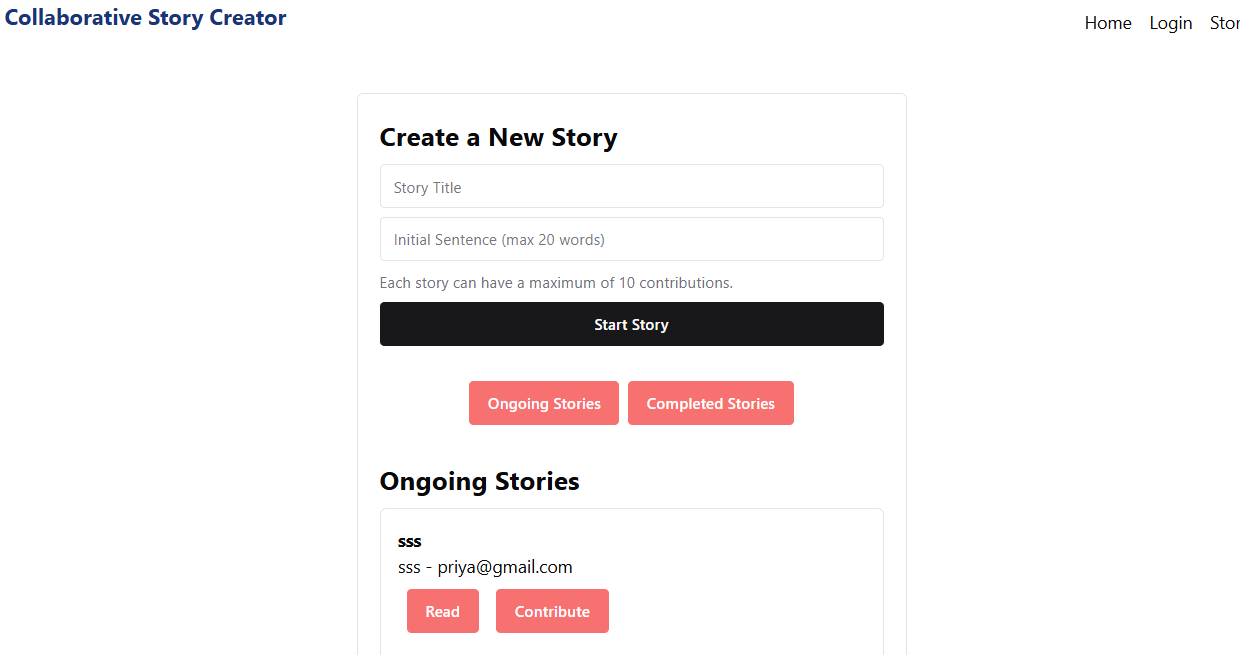 Collaborative Story Creator
Home Login Stor
Create a New Story
Story Title
Initial Sentence (max 20 words)
Each story can have a maximum of 10 contributions.
Start Story
Ongoing Stories Completed Stories
Ongoing Stories
sss
sss - priya@gmail.com
Read Contribute